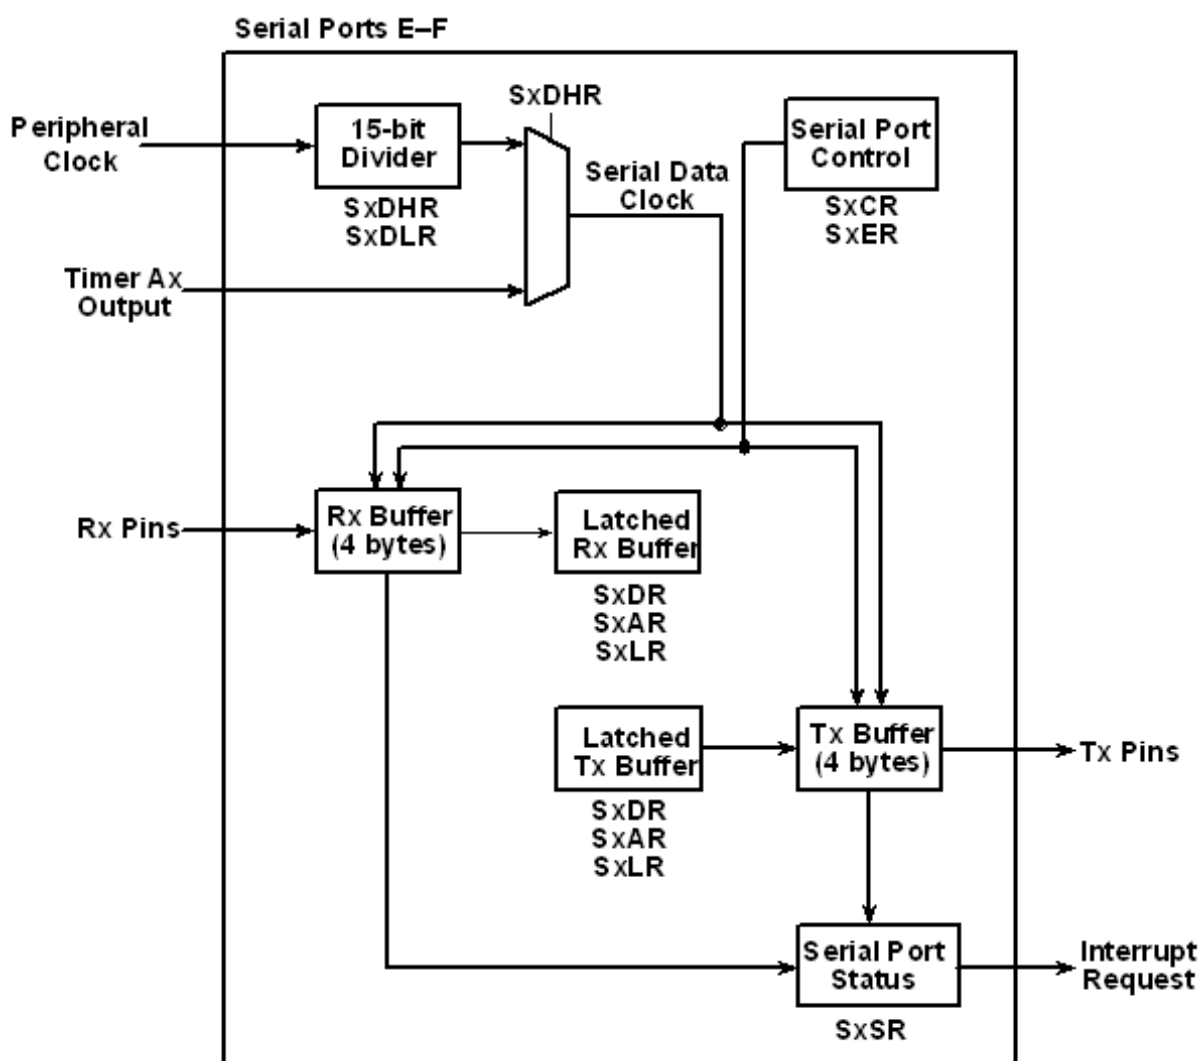 Serial Ports E–F
SxDHR
Peripheral
Clock
15-bit
Divider
SxDHR
SxDLR
Serial Port
Control
SxCR
SxER
Serial Data
Clock
Timer Ax
Output
Rx Pins
Rx Buffer
(4 bytes)
Latched
Rx Buffer
SxDR
SxAR
SxLR
Latched
Tx Buffer
SxDR
SxAR
SxLR
Tx Buffer
(4 bytes)
Tx Pins
Serial Port
Status
SxSR
Interrupt
Request